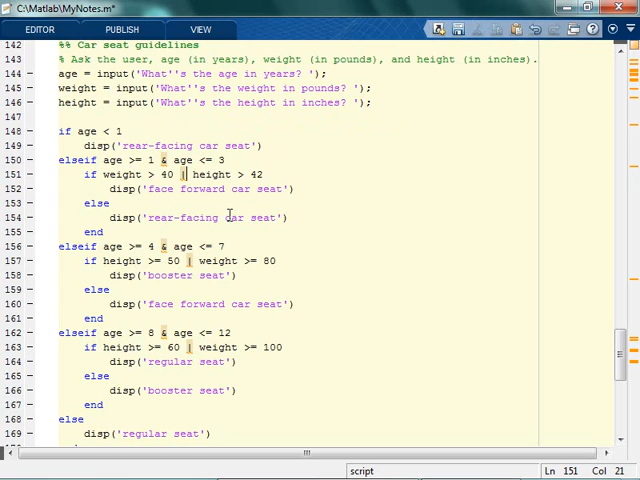 C:\Matlab\MyNotes.m*
EDITOR PUBLISH VIEW
142 %% Car seat guidelines
143 % Ask the user, age (in years), weight (in pounds), and height (in inches).
144 – age = input('What''s the age in years? ');
145 – weight = input('What''s the weight in pounds? ');
146 – height = input('What''s the height in inches? ');
147
148 – if age < 1
149 – disp('rear-facing car seat')
150 – elseif age >= 1 & age <= 3
151 – if weight > 40 | height > 42
152 – disp('face forward car seat')
153 – else
154 – disp('rear-facing car seat')
155 – end
156 – elseif age >= 4 & age <= 7
157 – if height >= 50 | weight >= 80
158 – disp('booster seat')
159 – else
160 – disp('face forward car seat')
161 – end
162 – elseif age >= 8 & age <= 12
163 – if height >= 60 | weight >= 100
164 – disp('regular seat')
165 – else
166 – disp('booster seat')
167 – end
168 – else
169 – disp('regular seat')
script Ln 151 Col 21